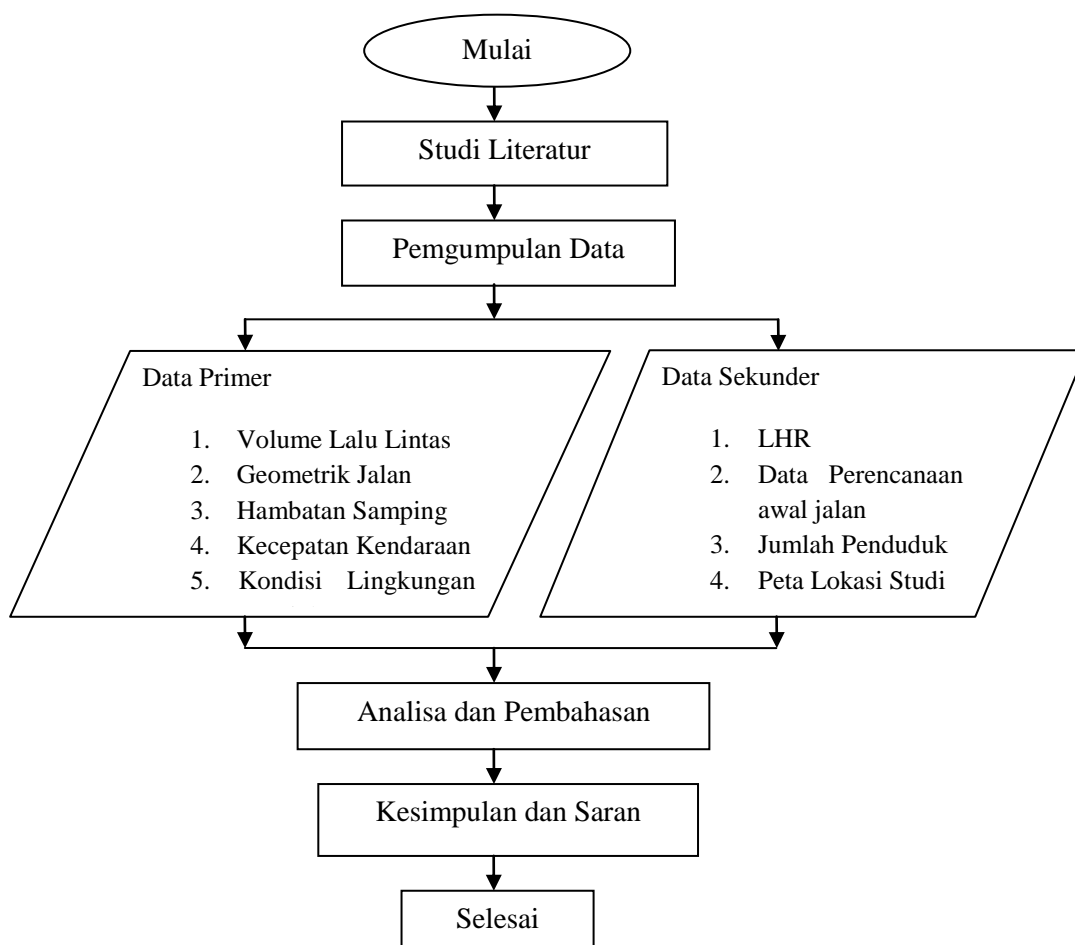 Mulai
Studi Literatur
Pemgumpulan Data
Data Primer
1. Volume Lalu Lintas
2. Geometrik Jalan
3. Hambatan Samping
4. Kecepatan Kendaraan
5. Kondisi Lingkungan
Data Sekunder
1. LHR
2. Data Perencanaan
awal jalan
3. Jumlah Penduduk
4. Peta Lokasi Studi
Analisa dan Pembahasan
Kesimpulan dan Saran
Selesai